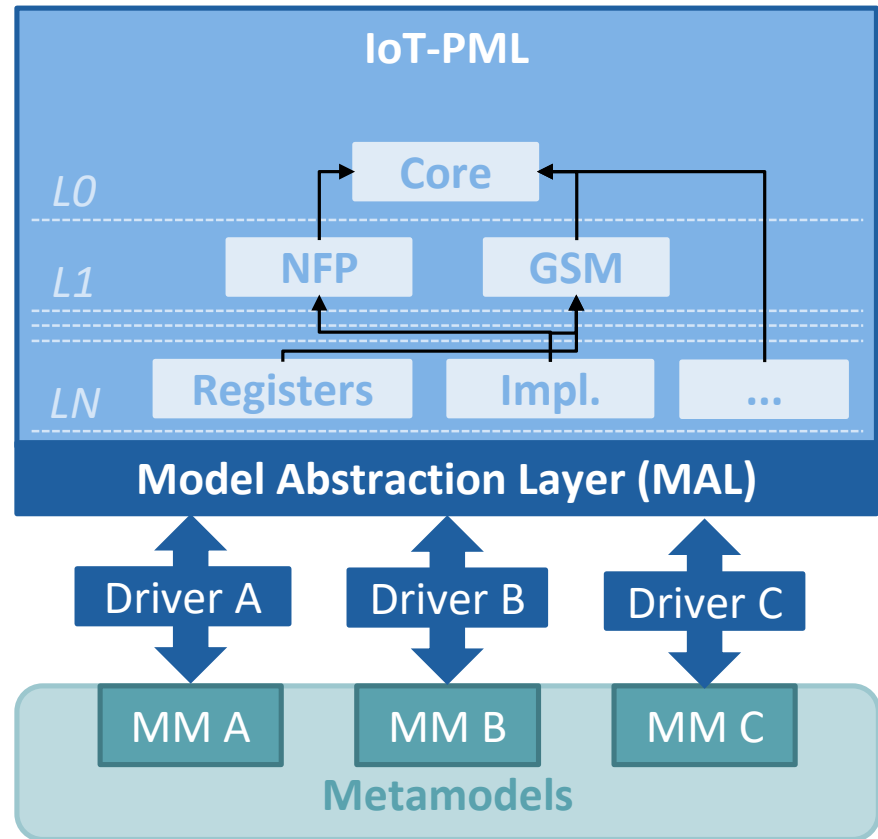 IoT-PML
L0
Core
L1
NFP
GSM
LN
Registers
Impl.
...
Model Abstraction Layer (MAL)
Driver A
Driver B
Driver C
MM A
MM B
MM C
Metamodels